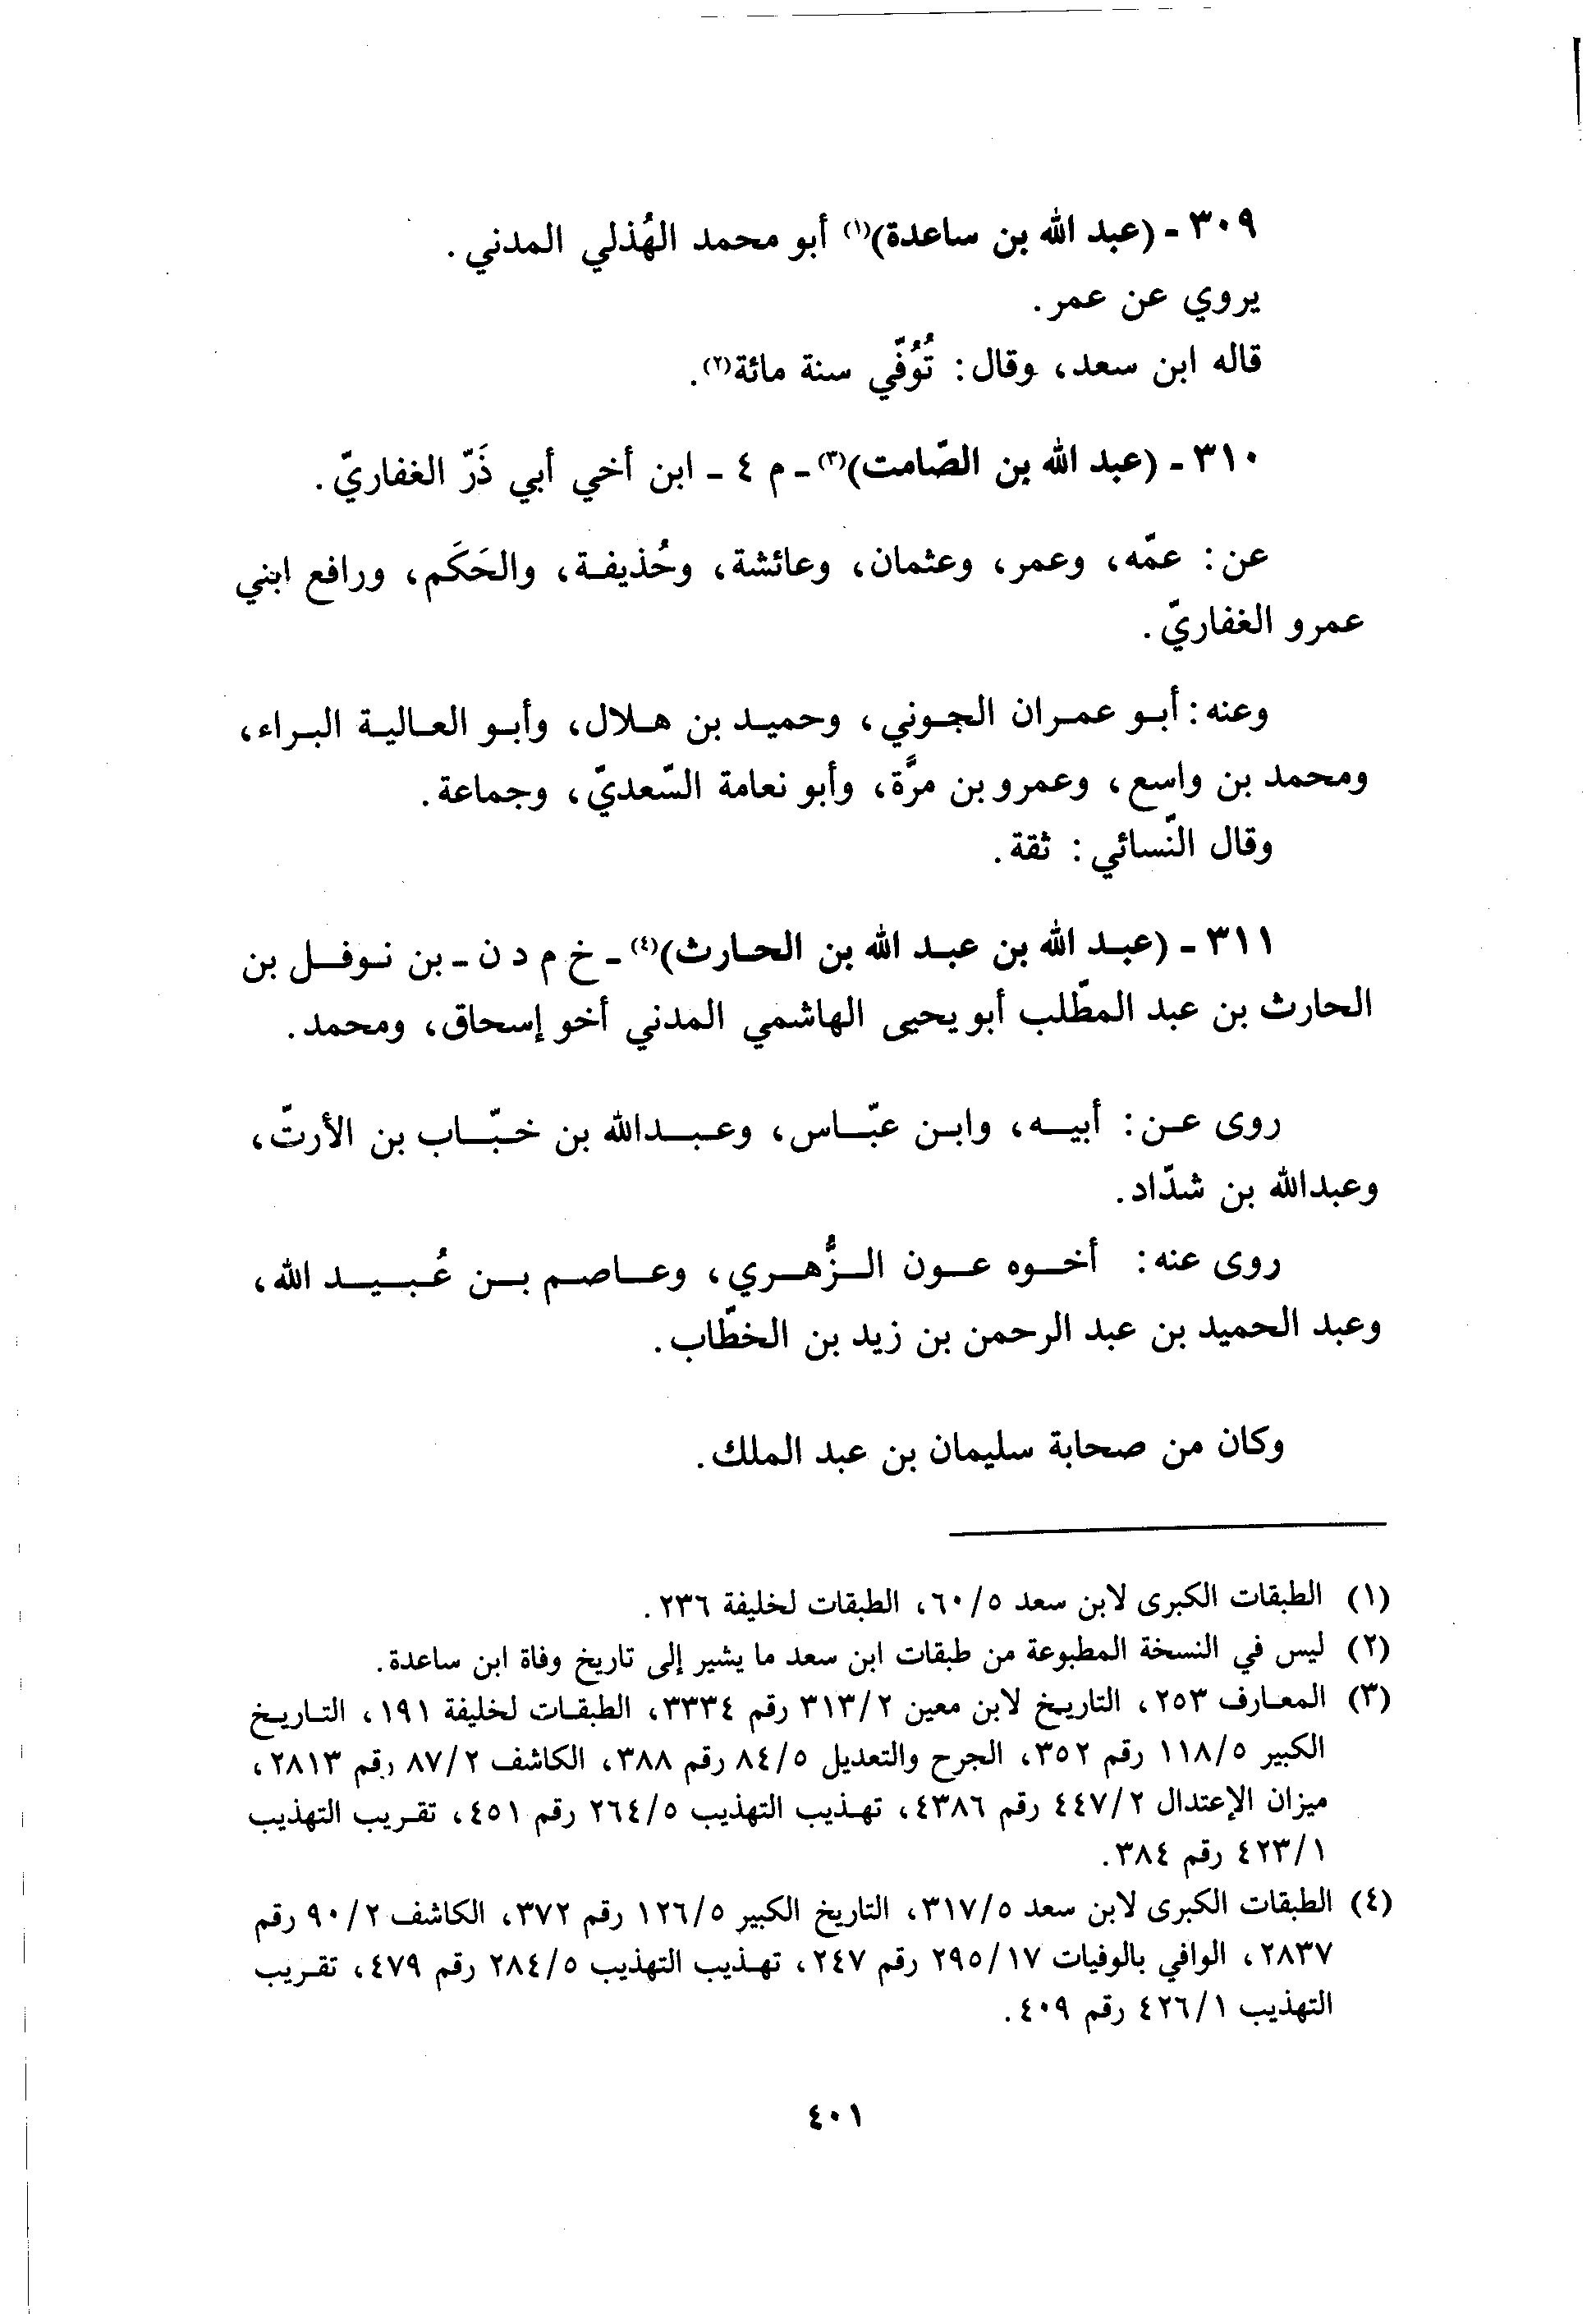 ٣٠٩ - (عبد الله بن ساعدة)(١) أبو محمد الهُذلي المدني.
يروي عن عمر.
قاله ابن سعد، وقال: تُوُفّي سنة مائة(٢).
٣١٠ - (عبد الله بن الصّامت)(٣) - م ٤ - ابن أخي أبي ذَرّ الغفاريّ.
عن: عمّه، وعمر، وعثمان، وعائشة، وحُذيفة، والحَكَم، ورافع ابني
عمرو الغفاريّ.
وعنه: أبو عمران الجوني، وحميد بن هلال، وأبو العالية البراء،
ومحمد بن واسع، وعمرو بن مرَّة، وأبو نعامة السّعديّ، وجماعة.
وقال النّسائي: ثقة.
٣١١ - (عبد الله بن عبد الله بن الحارث)(٤) - خ م د ن - بن نوفل بن
الحارث بن عبد المطّلب أبو يحيى الهاشمي المدني أخو إسحاق، ومحمد.
روى عن: أبيه، وابن عبّاس، وعبدالله بن خبّاب بن الأرتّ،
وعبدالله بن شدّاد.
روى عنه: أخوه عون الزُّهري، وعاصم بن عُبيد الله،
وعبد الحميد بن عبد الرحمن بن زيد بن الخطّاب.
وكان من صحابة سليمان بن عبد الملك.
(١) الطبقات الكبرى لابن سعد ٦٠/٥، الطبقات لخليفة ٢٣٦.
(٢) ليس في النسخة المطبوعة من طبقات ابن سعد ما يشير إلى تاريخ وفاة ابن ساعدة.
(٣) المعارف ٢٥٣، التاريخ لابن معين ٣١٣/٢ رقم ٣٣٣٤، الطبقات لخليفة ١٩١، التاريخ
الكبير ١١٨/٥ رقم ٣٥٢، الجرح والتعديل ٨٤/٥ رقم ٣٨٨، الكاشف ٨٧/٢ رقم ٢٨١٣،
ميزان الإعتدال ٤٤٧/٢ رقم ٤٣٨٦، تهذيب التهذيب ٢٦٤/٥ رقم ٤٥١، تقريب التهذيب
٤٢٣/١ رقم ٣٨٤.
(٤) الطبقات الكبرى لابن سعد ٣١٧/٥، التاريخ الكبير ١٢٦/٥ رقم ٣٧٢، الكاشف ٩٠/٢ رقم
٢٨٣٧، الوافي بالوفيات ٢٩٥/١٧ رقم ٢٤٧، تهذيب التهذيب ٢٨٤/٥ رقم ٤٧٩، تقريب
التهذيب ٤٢٦/١ رقم ٤٠٩.
٤٠١